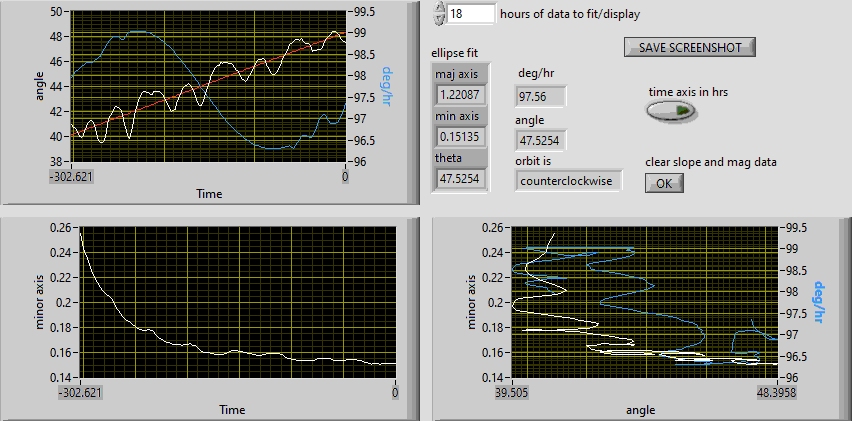 50
48
46
44
42
40
38
angle
99.5
99
98.5
98
97.5
97
96.5
96
deg/hr
-302.621
0
Time
18 hours of data to fit/display
SAVE SCREENSHOT
ellipse fit
maj axis
1.22087
min axis
0.15135
theta
47.5254
deg/hr
97.56
angle
47.5254
orbit is
counterclockwise
time axis in hrs
clear slope and mag data
OK
0.26
0.24
0.22
0.2
0.18
0.16
0.14
minor axis
-302.621
0
Time
0.26
0.24
0.22
0.2
0.18
0.16
0.14
minor axis
99.5
99
98.5
98
97.5
97
96.5
96
deg/hr
39.505
48.3958
angle